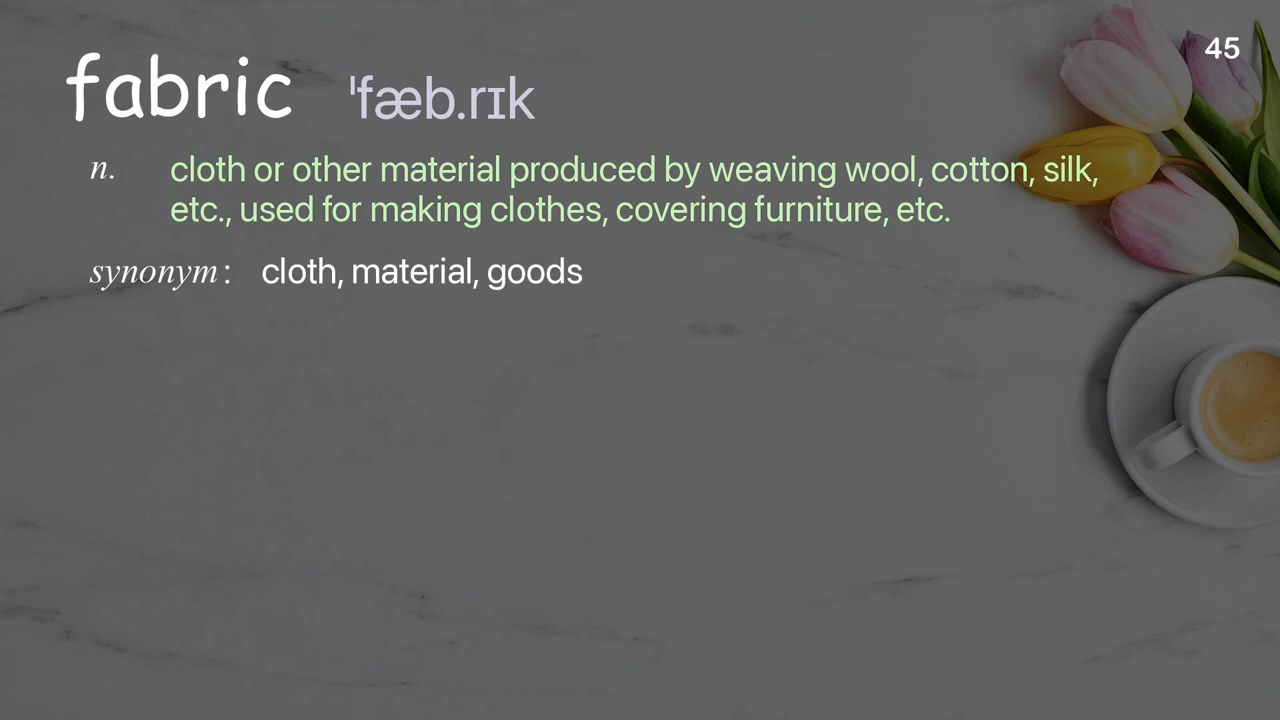 45
fabric ˈfæb.rɪk
n. cloth or other material produced by weaving wool, cotton, silk,
etc., used for making clothes, covering furniture, etc.
synonym: cloth, material, goods